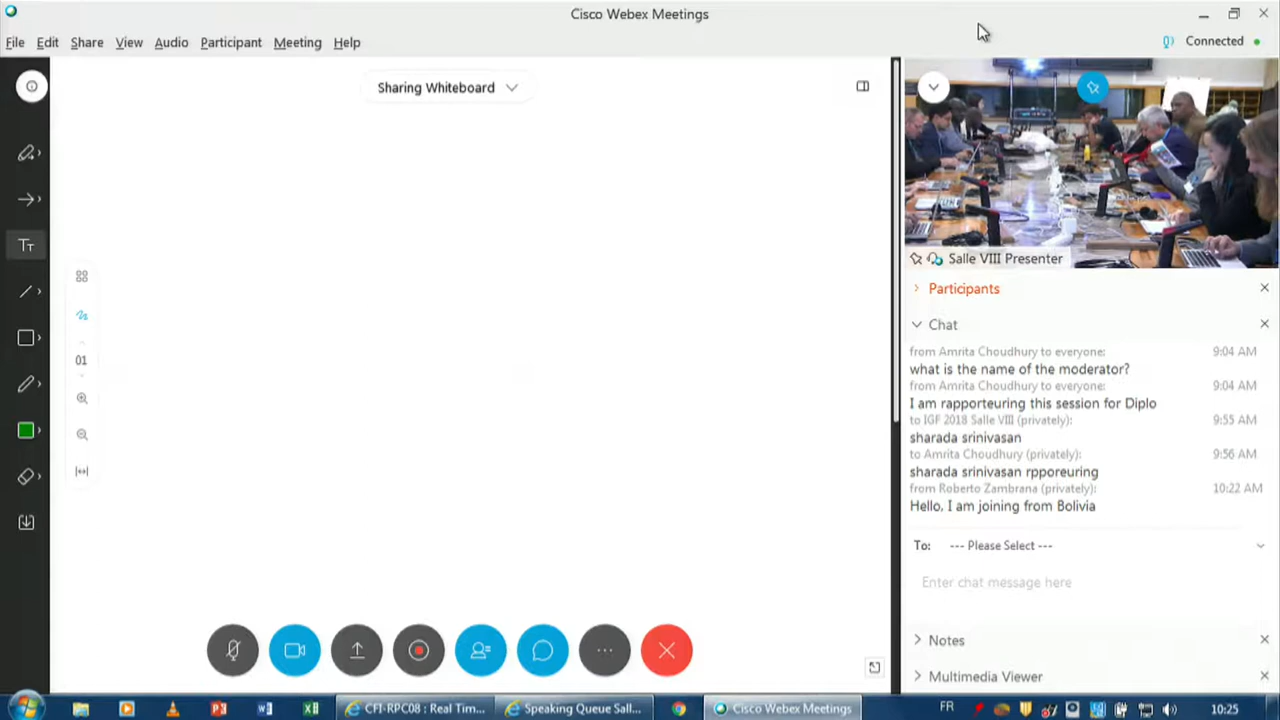 Cisco Webex Meetings
File Edit Share View Audio Participant Meeting Help
Connected
Sharing Whiteboard
Tт
01
Salle VIII Presenter
Participants
Chat
from Amrita Choudhury to everyone: 9:04 AM
what is the name of the moderator?
from Amrita Choudhury to everyone: 9:04 AM
I am rapporteuring this session for Diplo
to IGF 2018 Salle VIII (privately): 9:55 AM
sharada srinivasan
to Amrita Choudhury (privately): 9:56 AM
sharada srinivasan rpporeuring
from Roberto Zambrana (privately): 10:22 AM
Hello, I am joining from Bolivia
To: --- Please Select ---
Enter chat message here
Notes
Multimedia Viewer
CFI-RPC08 : Real Tim... Speaking Queue Sall... Cisco Webex Meetings FR 10:25